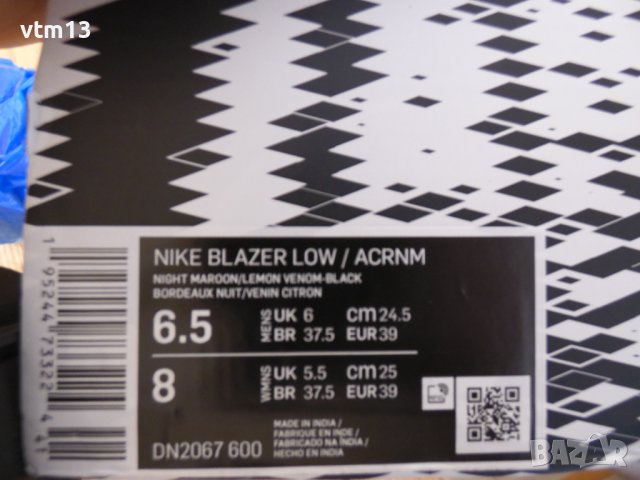 vtm13
NIKE BLAZER LOW / ACRNM
NIGHT MAROON/LEMON VENOM-BLACK
BORDEAUX NUIT/VENIN CITRON
6.5 MENS UK 6 CM 24.5
BR 37.5 EUR 39
8 WMNS UK 5.5 CM 25
BR 37.5 EUR 39
MADE IN INDIA /
FABRIQUE EN INDE /
FABRICADO NA ÍNDIA /
HECHO EN INDIA
DN2067 600
1 95244 73322 4 41
BAZAR